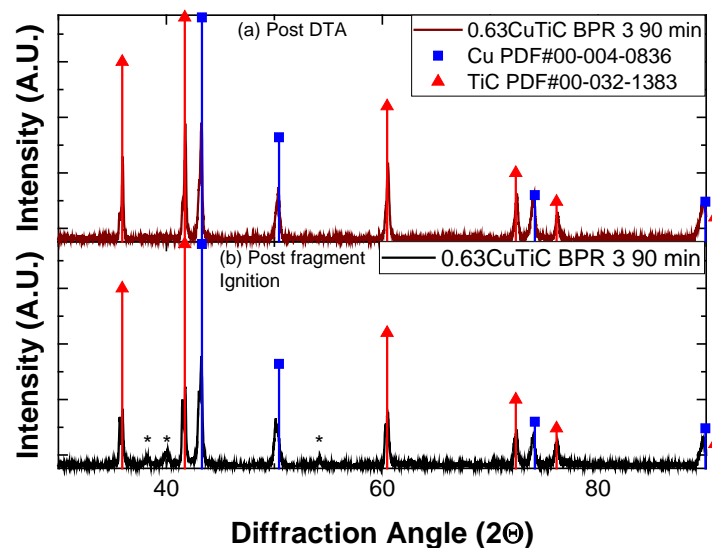 (a) Post DTA
0.63CuTiC BPR 3 90 min
Cu PDF#00-004-0836
TiC PDF#00-032-1383
Intensity (A.U.)
(b) Post fragment
Ignition
0.63CuTiC BPR 3 90 min
Intensity (A.U.)
* * *
40 60 80
Diffraction Angle (2Θ)